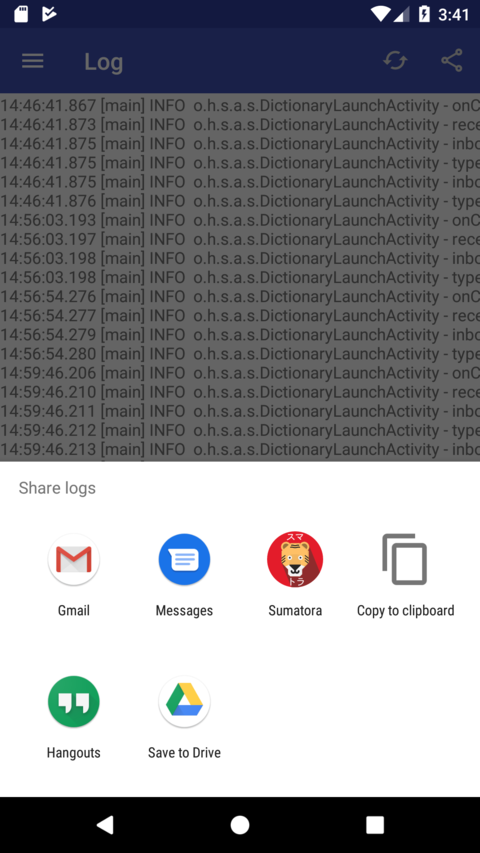 3:41
Log
14:46:41.867 [main] INFO o.h.s.a.s.DictionaryLaunchActivity - onC
14:46:41.873 [main] INFO o.h.s.a.s.DictionaryLaunchActivity - rece
14:46:41.875 [main] INFO o.h.s.a.s.DictionaryLaunchActivity - inbo
14:46:41.875 [main] INFO o.h.s.a.s.DictionaryLaunchActivity - type
14:46:41.875 [main] INFO o.h.s.a.s.DictionaryLaunchActivity - inbo
14:46:41.876 [main] INFO o.h.s.a.s.DictionaryLaunchActivity - type
14:56:03.193 [main] INFO o.h.s.a.s.DictionaryLaunchActivity - onC
14:56:03.197 [main] INFO o.h.s.a.s.DictionaryLaunchActivity - rece
14:56:03.198 [main] INFO o.h.s.a.s.DictionaryLaunchActivity - inbo
14:56:03.198 [main] INFO o.h.s.a.s.DictionaryLaunchActivity - type
14:56:54.276 [main] INFO o.h.s.a.s.DictionaryLaunchActivity - onC
14:56:54.277 [main] INFO o.h.s.a.s.DictionaryLaunchActivity - rece
14:56:54.279 [main] INFO o.h.s.a.s.DictionaryLaunchActivity - inbo
14:56:54.280 [main] INFO o.h.s.a.s.DictionaryLaunchActivity - type
14:59:46.206 [main] INFO o.h.s.a.s.DictionaryLaunchActivity - onC
14:59:46.210 [main] INFO o.h.s.a.s.DictionaryLaunchActivity - rece
14:59:46.211 [main] INFO o.h.s.a.s.DictionaryLaunchActivity - inbo
14:59:46.212 [main] INFO o.h.s.a.s.DictionaryLaunchActivity - type
14:59:46.213 [main] INFO o.h.s.a.s.DictionaryLaunchActivity - inbo
Share logs
スマ
トラ
Gmail
Messages
Sumatora
Copy to clipboard
Hangouts
Save to Drive